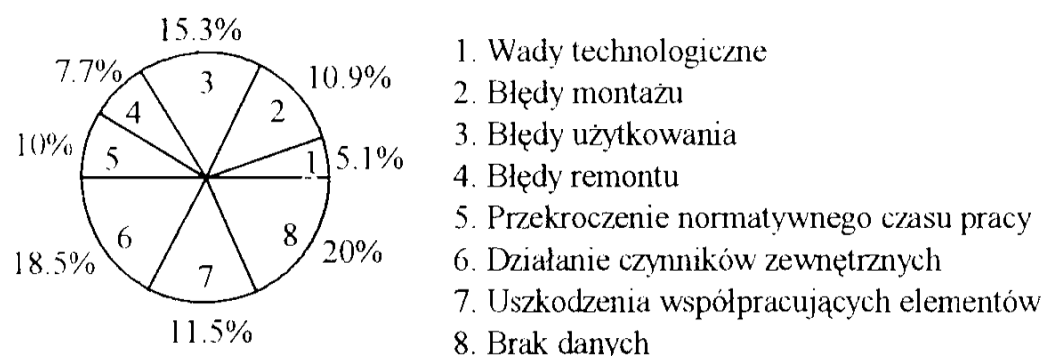 15.3%
7.7%
10.9%
3
2
4
10%
5
1
5.1%
6
8
18.5%
20%
7
11.5%
1. Wady technologiczne
2. Błędy montażu
3. Błędy użytkowania
4. Błędy remontu
5. Przekroczenie normatywnego czasu pracy
6. Działanie czynników zewnętrznych
7. Uszkodzenia współpracujących elementów
8. Brak danych